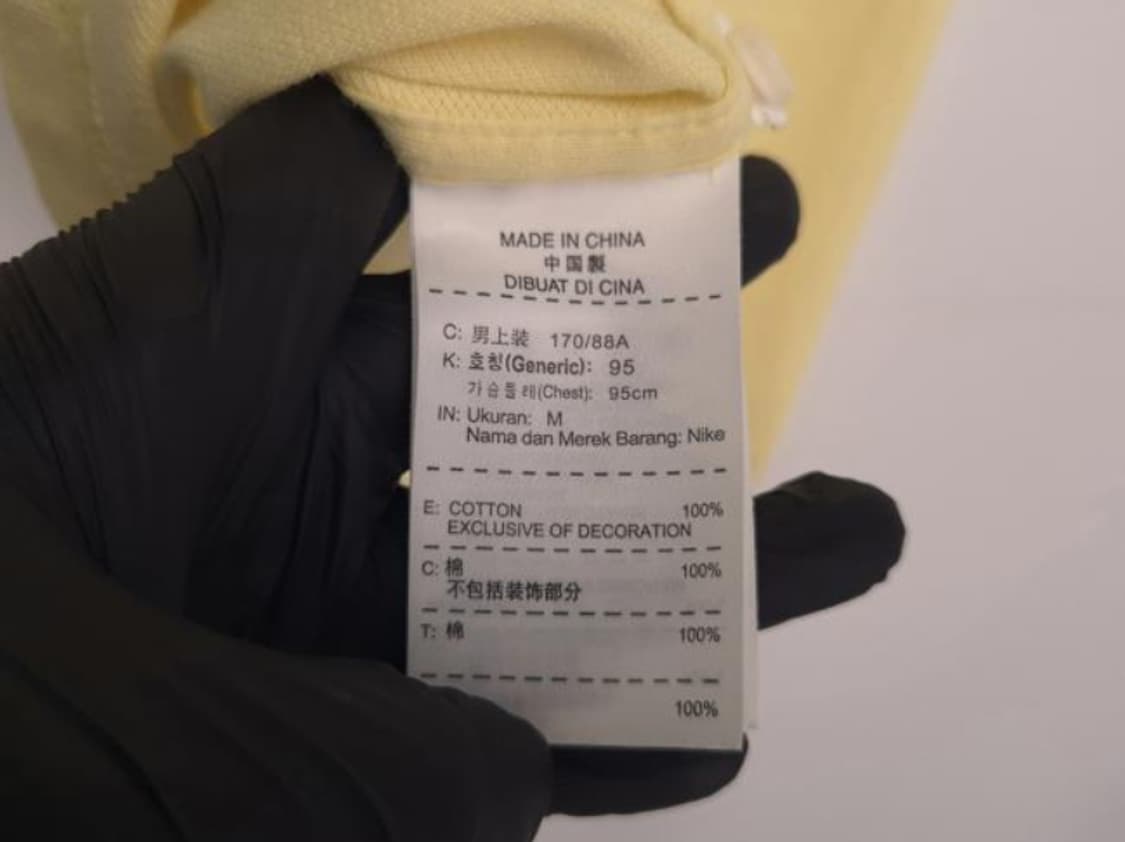 MADE IN CHINA
中国製
DIBUAT DI CINA
C: 男上装 170/88A
K: 호칭(Generic): 95
가슴둘레(Chest): 95cm
IN: Ukuran: M
Nama dan Merek Barang: Nike
E: COTTON 100%
EXCLUSIVE OF DECORATION
C: 棉 100%
不包括装饰部分
T: 棉 100%
100%